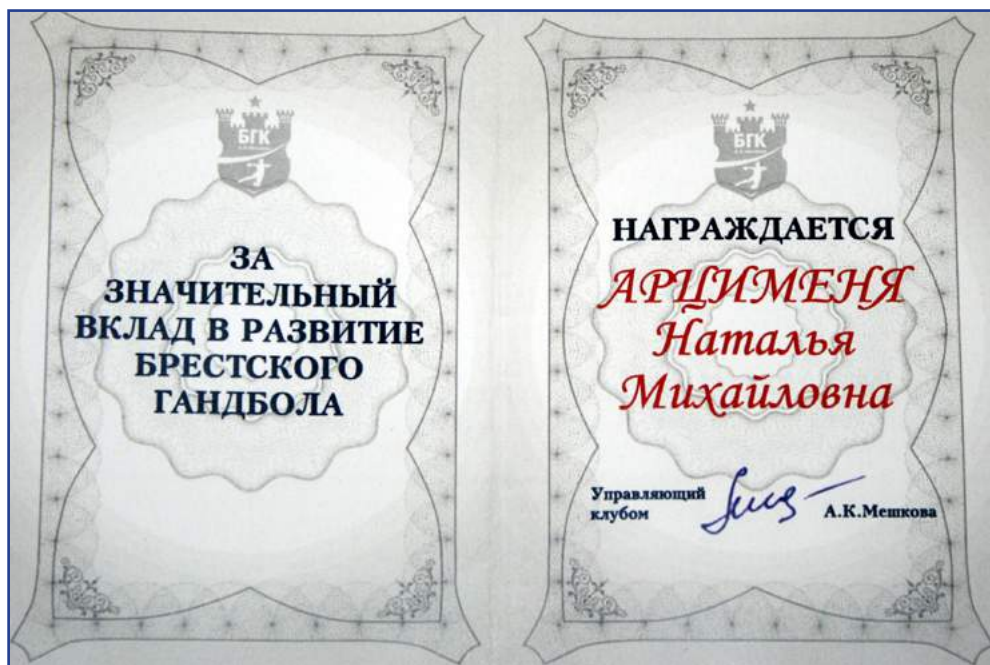 БГК
ЗА
ЗНАЧИТЕЛЬНЫЙ
ВКЛАД В РАЗВИТИЕ
БРЕСТСКОГО
ГАНДБОЛА
БГК
НАГРАЖДАЕТСЯ
АРЦИМЕНЯ
Наталья
Михайловна
Управляющий
клубом
А.К.Мешкова